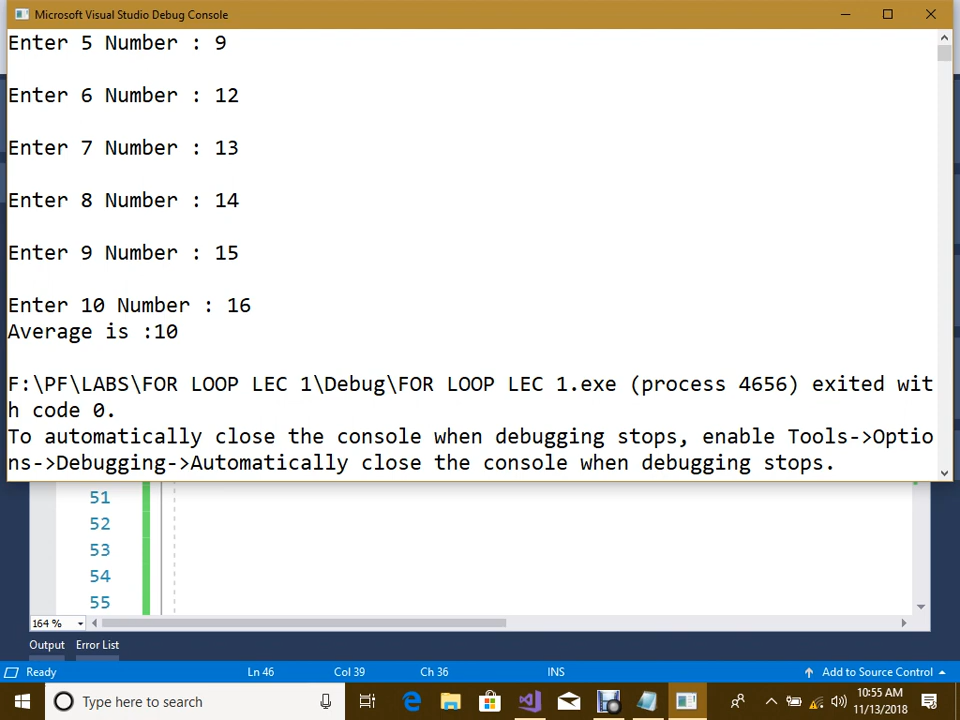 Microsoft Visual Studio Debug Console
Enter 5 Number : 9
Enter 6 Number : 12
Enter 7 Number : 13
Enter 8 Number : 14
Enter 9 Number : 15
Enter 10 Number : 16
Average is :10
F:\PF\LABS\FOR LOOP LEC 1\Debug\FOR LOOP LEC 1.exe (process 4656) exited wit
h code 0.
To automatically close the console when debugging stops, enable Tools->Optio
ns->Debugging->Automatically close the console when debugging stops.
51
52
53
54
55
164 %
Output Error List
Ready Ln 46 Col 39 Ch 36 INS Add to Source Control
Type here to search
10:55 AM
11/13/2018